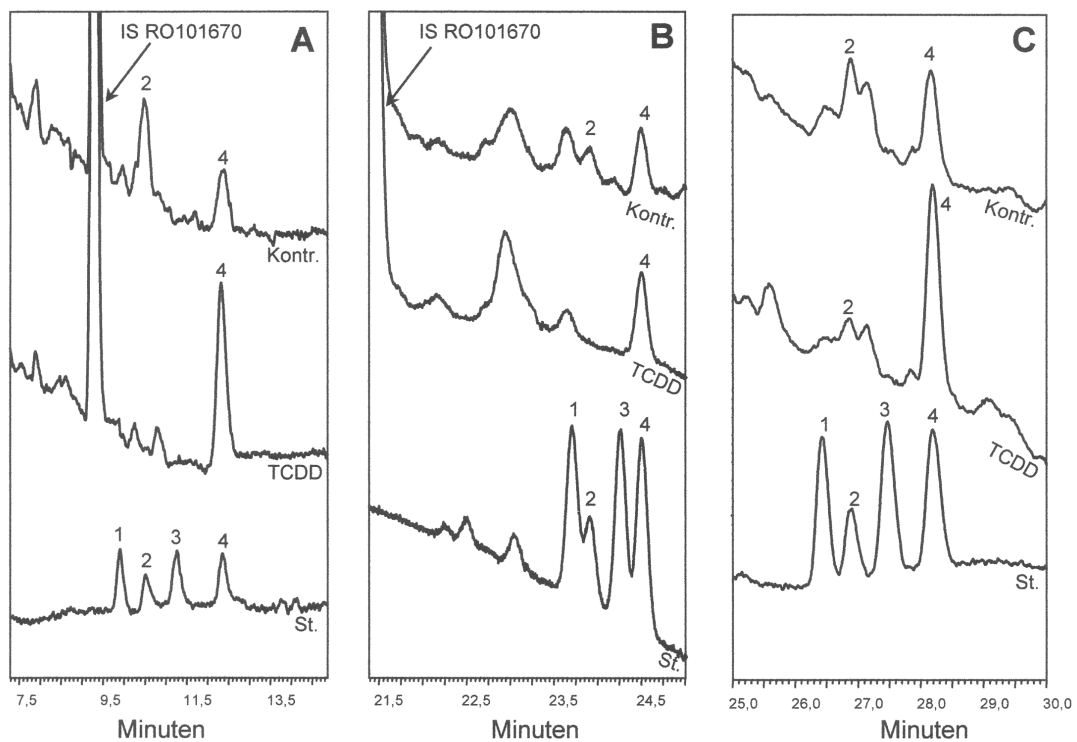 IS RO101670
A
2
4
Kontr.
4
TCDD
1
2
3
4
St.
7,5
9,5
11,5
13,5
Minuten
IS RO101670
B
2
4
Kontr.
4
TCDD
1
2
3
4
St.
21,5
22,5
23,5
24,5
Minuten
C
2
4
Kontr.
2
4
TCDD
1
2
3
4
St.
25,0
26,0
27,0
28,0
29,0
30,0
Minuten